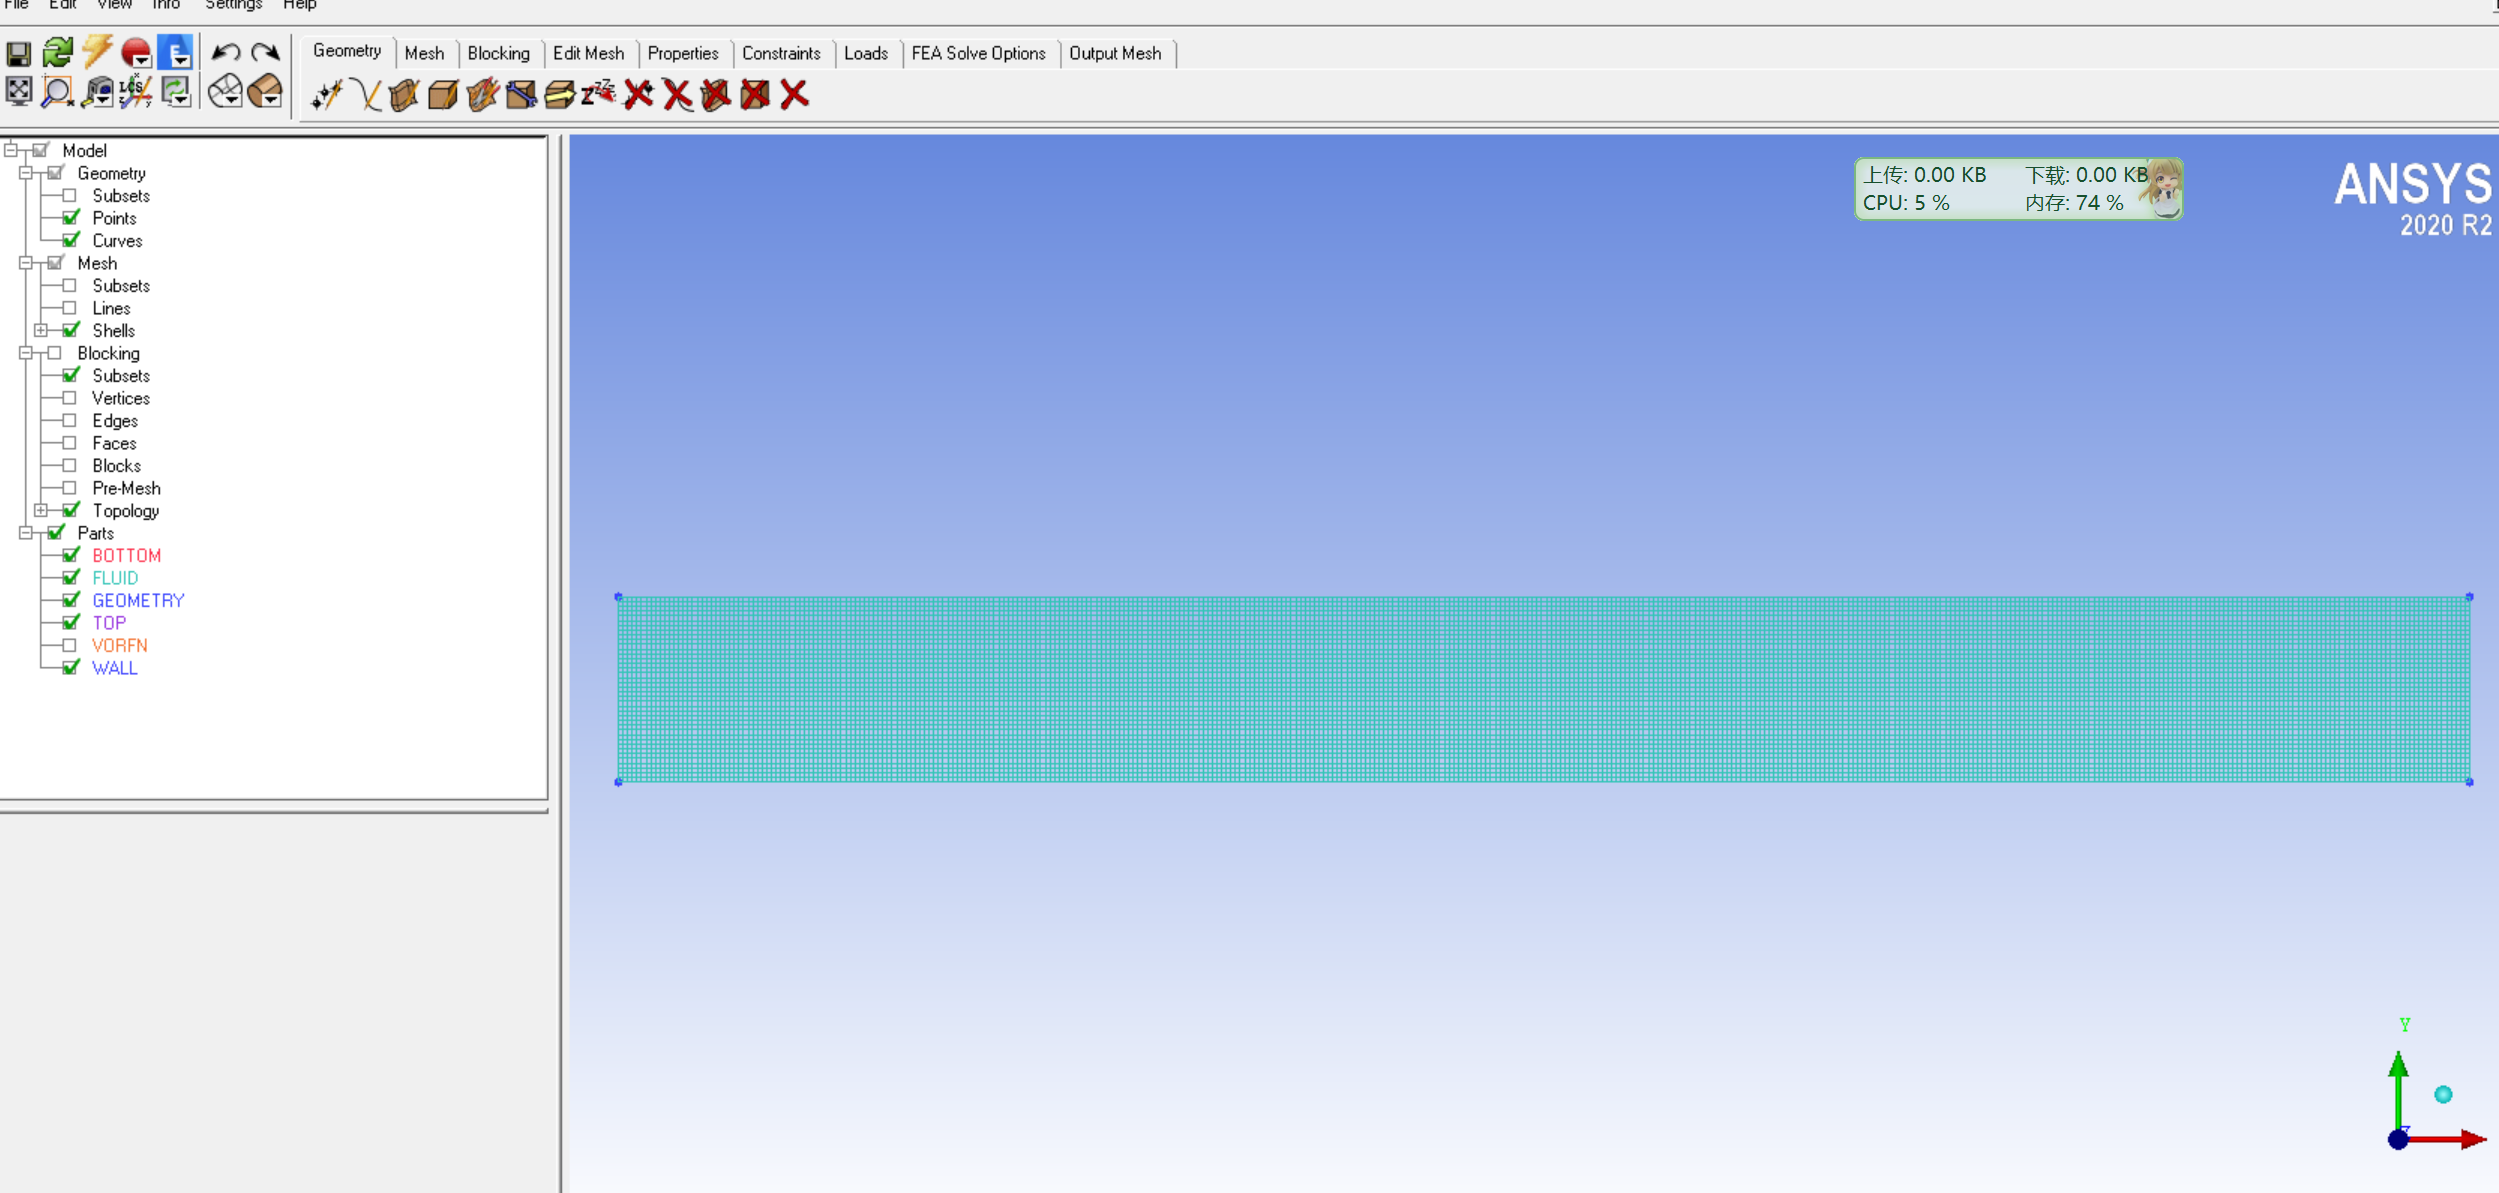 File Edit View Info Settings Help
Geometry Mesh Blocking Edit Mesh Properties Constraints Loads FEA Solve Options Output Mesh
LCS
Model
Geometry
Subsets
Points
Curves
Mesh
Subsets
Lines
Shells
Blocking
Subsets
Vertices
Edges
Faces
Blocks
Pre-Mesh
Topology
Parts
BOTTOM
FLUID
GEOMETRY
TOP
VORFN
WALL
上传: 0.00 KB 下载: 0.00 KB
CPU: 5 % 内存: 74 %
ANSYS
2020 R2
Y
Z